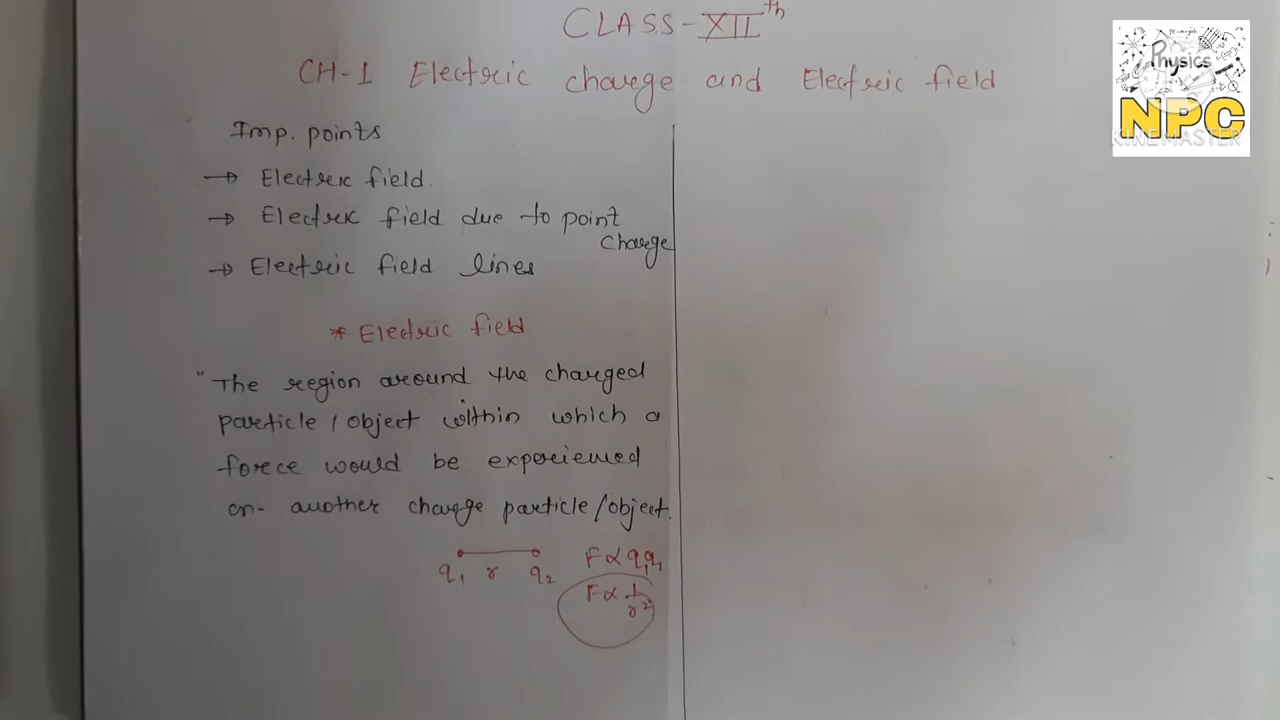 CLASS-XIIth
CH-1 Electric charge and Electric field
Imp. points
→ Electric field.
→ Electric field due to point
charge
→ Electric field lines
* Electric field
"The region around the charged
particle / object within which a
force would be experienced
on another charge particle/object.
q₁ r q₂
F ∝ q₁q₂
F ∝ 1/r²
Physics
NPC
KINEMASTER